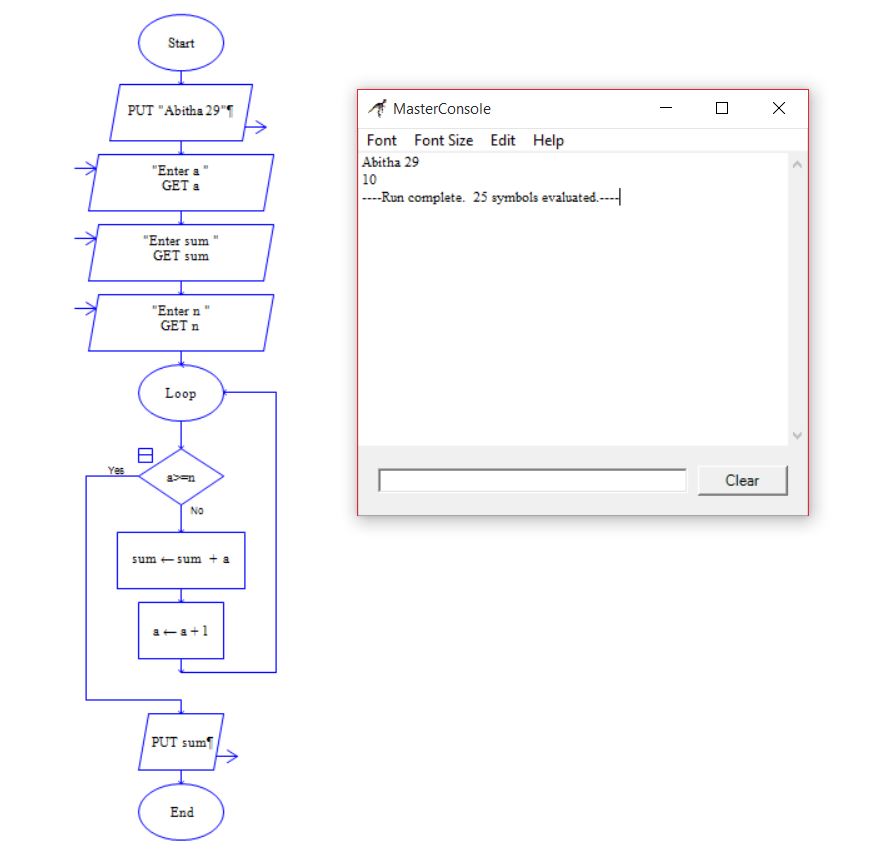 Start
PUT "Abitha 29"¶
"Enter a "
GET a
"Enter sum "
GET sum
"Enter n "
GET n
Loop
Yes
a>=n
No
sum ← sum + a
a ← a + 1
PUT sum¶
End
MasterConsole
Font Font Size Edit Help
Abitha 29
10
----Run complete. 25 symbols evaluated.----
Clear